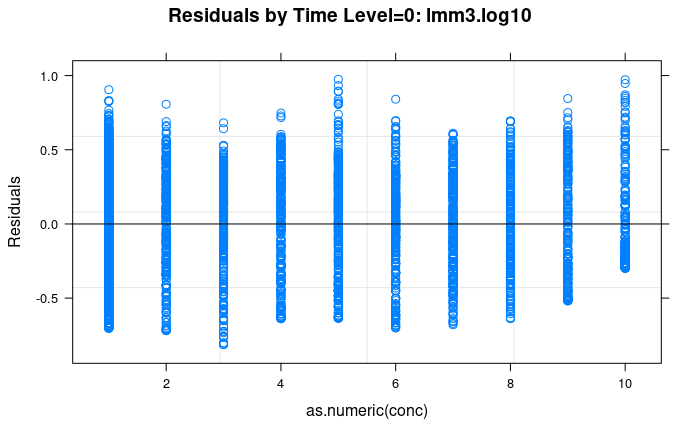 Residuals by Time Level=0: lmm3.log10
1.0
0.5
0.0
-0.5
Residuals
2 4 6 8 10
as.numeric(conc)